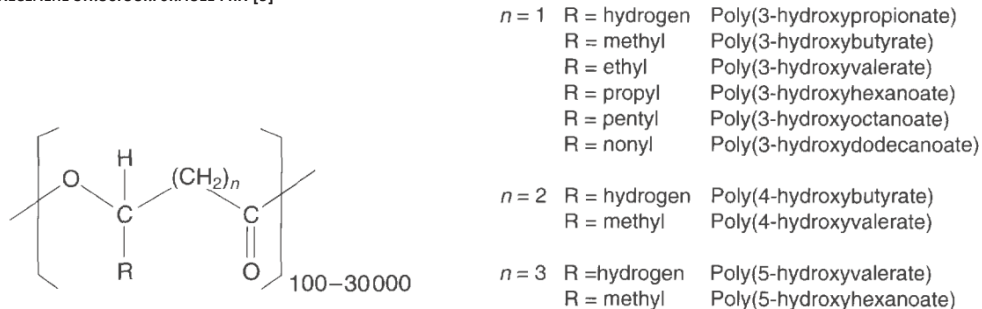 n = 1 R = hydrogen Poly(3-hydroxypropionate)
R = methyl Poly(3-hydroxybutyrate)
R = ethyl Poly(3-hydroxyvalerate)
R = propyl Poly(3-hydroxyhexanoate)
R = pentyl Poly(3-hydroxyoctanoate)
R = nonyl Poly(3-hydroxydodecanoate)
n = 2 R = hydrogen Poly(4-hydroxybutyrate)
R = methyl Poly(4-hydroxyvalerate)
n = 3 R =hydrogen Poly(5-hydroxyvalerate)
R = methyl Poly(5-hydroxyhexanoate)
H
O (CH₂)n
C C
R O
100–30000